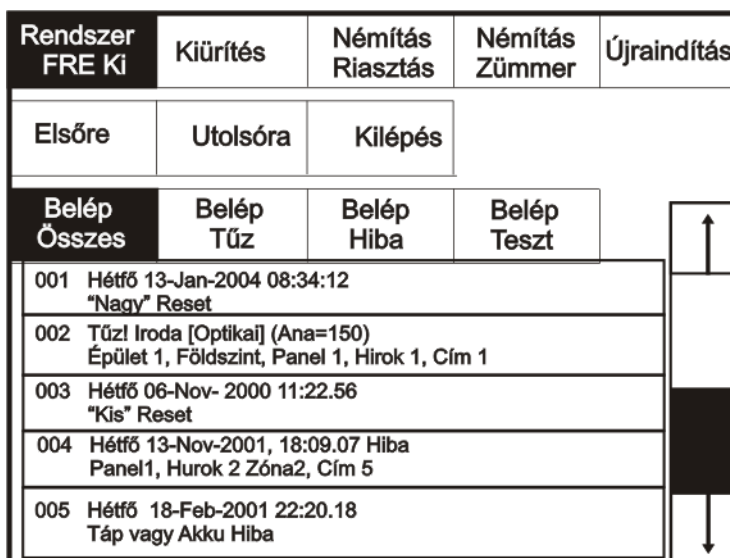 Rendszer FRE Ki
Kiürítés
Némítás Riasztás
Némítás Zümmer
Újraindítás
Elsőre
Utolsóra
Kilépés
Belép Összes
Belép Tűz
Belép Hiba
Belép Teszt
001 Hétfő 13-Jan-2004 08:34:12
“Nagy” Reset
002 Tűz! Iroda [Optikai] (Ana=150)
Épület 1, Földszint, Panel 1, Hirok 1, Cím 1
003 Hétfő 06-Nov- 2000 11:22.56
“Kis” Reset
004 Hétfő 13-Nov-2001, 18:09.07 Hiba
Panel1, Hurok 2 Zóna2, Cím 5
005 Hétfő 18-Feb-2001 22:20.18
Táp vagy Akku Hiba